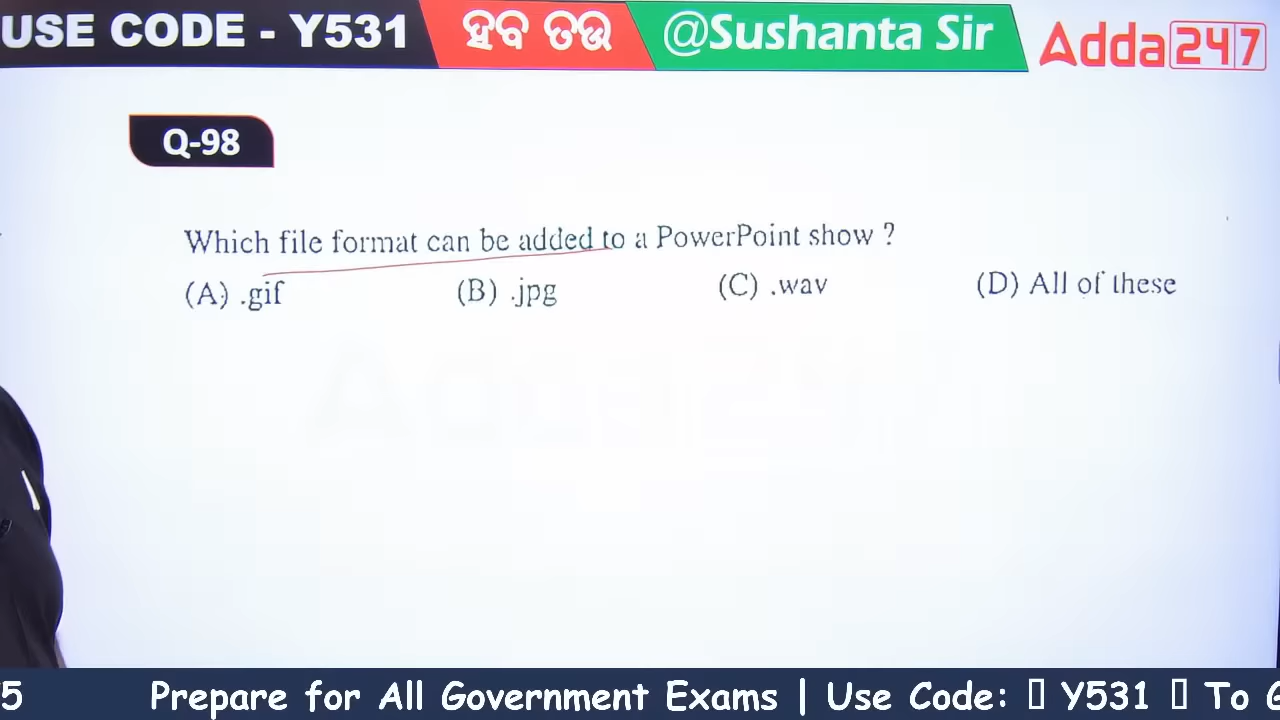 USE CODE - Y531 ହବ ତଉ @Sushanta Sir Adda247
Q-98
Which file format can be added to a PowerPoint show ?
(A) .gif (B) .jpg (C) .wav (D) All of these
5 Prepare for All Government Exams | Use Code: Y531 To G